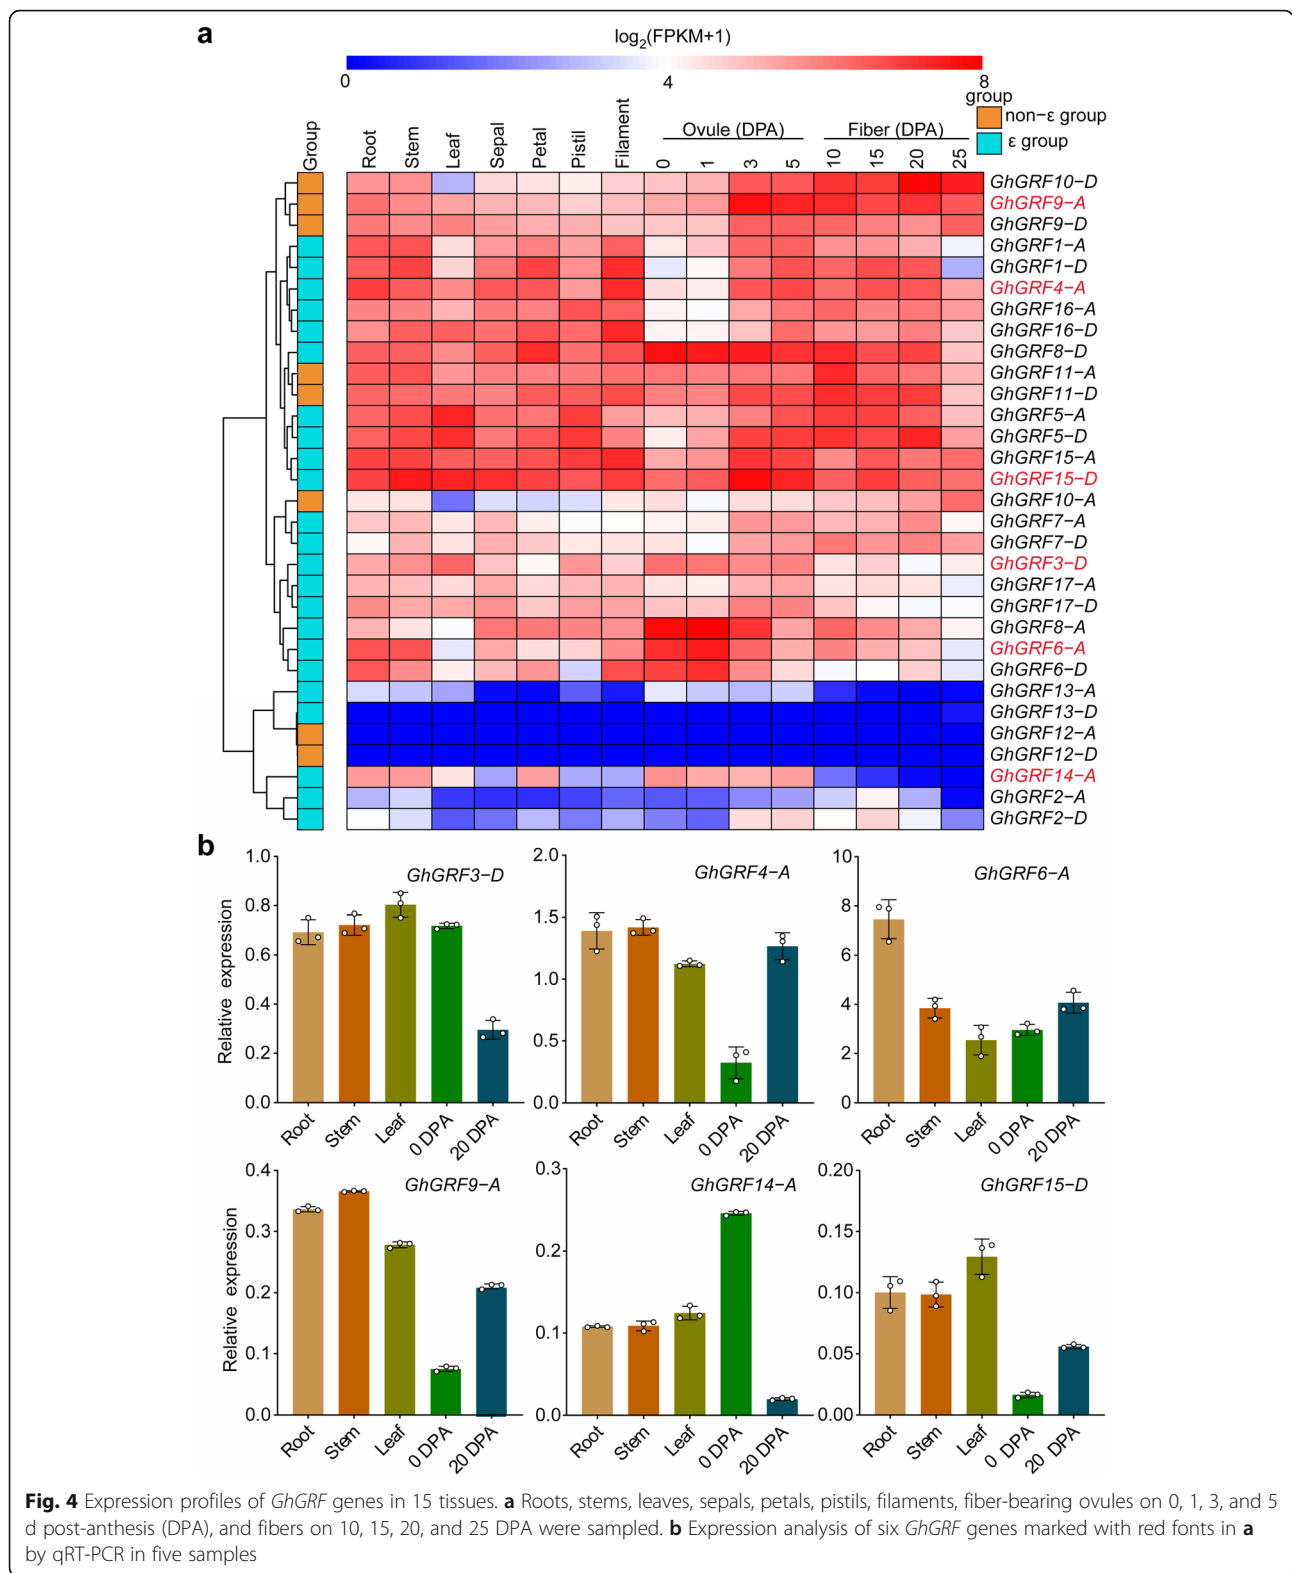 a
log2(FPKM+1)
0 4 8
group
non−ε group
ε group
Group Root Stem Leaf Sepal Petal Pistil Filament
Ovule (DPA) Fiber (DPA)
0 1 3 5 10 15 20 25
GhGRF10−D
GhGRF9−A
GhGRF9−D
GhGRF1−A
GhGRF1−D
GhGRF4−A
GhGRF16−A
GhGRF16−D
GhGRF8−D
GhGRF11−A
GhGRF11−D
GhGRF5−A
GhGRF5−D
GhGRF15−A
GhGRF15−D
GhGRF10−A
GhGRF7−A
GhGRF7−D
GhGRF3−D
GhGRF17−A
GhGRF17−D
GhGRF8−A
GhGRF6−A
GhGRF6−D
GhGRF13−A
GhGRF13−D
GhGRF12−A
GhGRF12−D
GhGRF14−A
GhGRF2−A
GhGRF2−D
b
GhGRF3−D
Relative expression
1.0
0.8
0.6
0.4
0.2
0.0
Root Stem Leaf 0 DPA 20 DPA
GhGRF4−A
2.0
1.5
1.0
0.5
0.0
Root Stem Leaf 0 DPA 20 DPA
GhGRF6−A
10
8
6
4
2
0
Root Stem Leaf 0 DPA 20 DPA
GhGRF9−A
Relative expression
0.4
0.3
0.2
0.1
0.0
Root Stem Leaf 0 DPA 20 DPA
GhGRF14−A
0.3
0.2
0.1
0.0
Root Stem Leaf 0 DPA 20 DPA
GhGRF15−D
0.20
0.15
0.10
0.05
0.00
Root Stem Leaf 0 DPA 20 DPA
Fig. 4 Expression profiles of GhGRF genes in 15 tissues. a Roots, stems, leaves, sepals, petals, pistils, filaments, fiber-bearing ovules on 0, 1, 3, and 5
d post-anthesis (DPA), and fibers on 10, 15, 20, and 25 DPA were sampled. b Expression analysis of six GhGRF genes marked with red fonts in a
by qRT-PCR in five samples